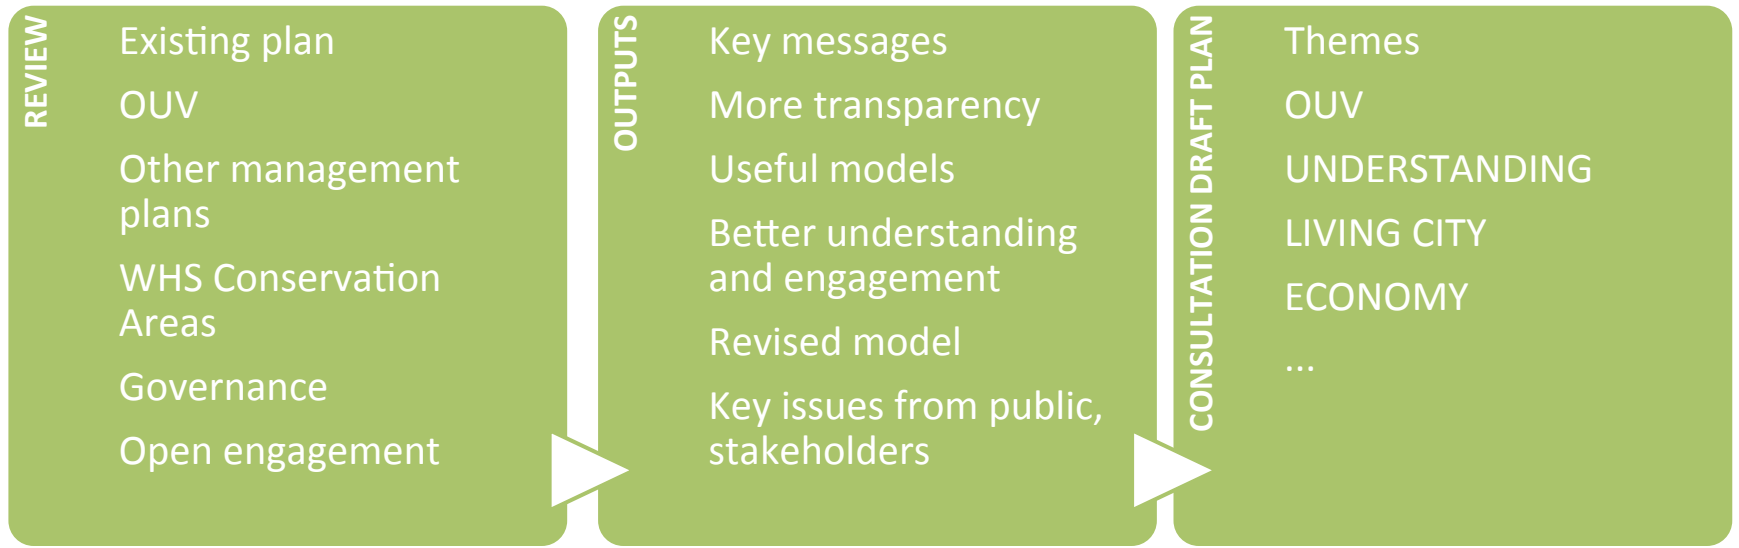 REVIEW
Existing plan
OUV
Other management
plans
WHS Conservation
Areas
Governance
Open engagement
OUTPUTS
Key messages
More transparency
Useful models
Better understanding
and engagement
Revised model
Key issues from public,
stakeholders
CONSULTATION DRAFT PLAN
Themes
OUV
UNDERSTANDING
LIVING CITY
ECONOMY
...